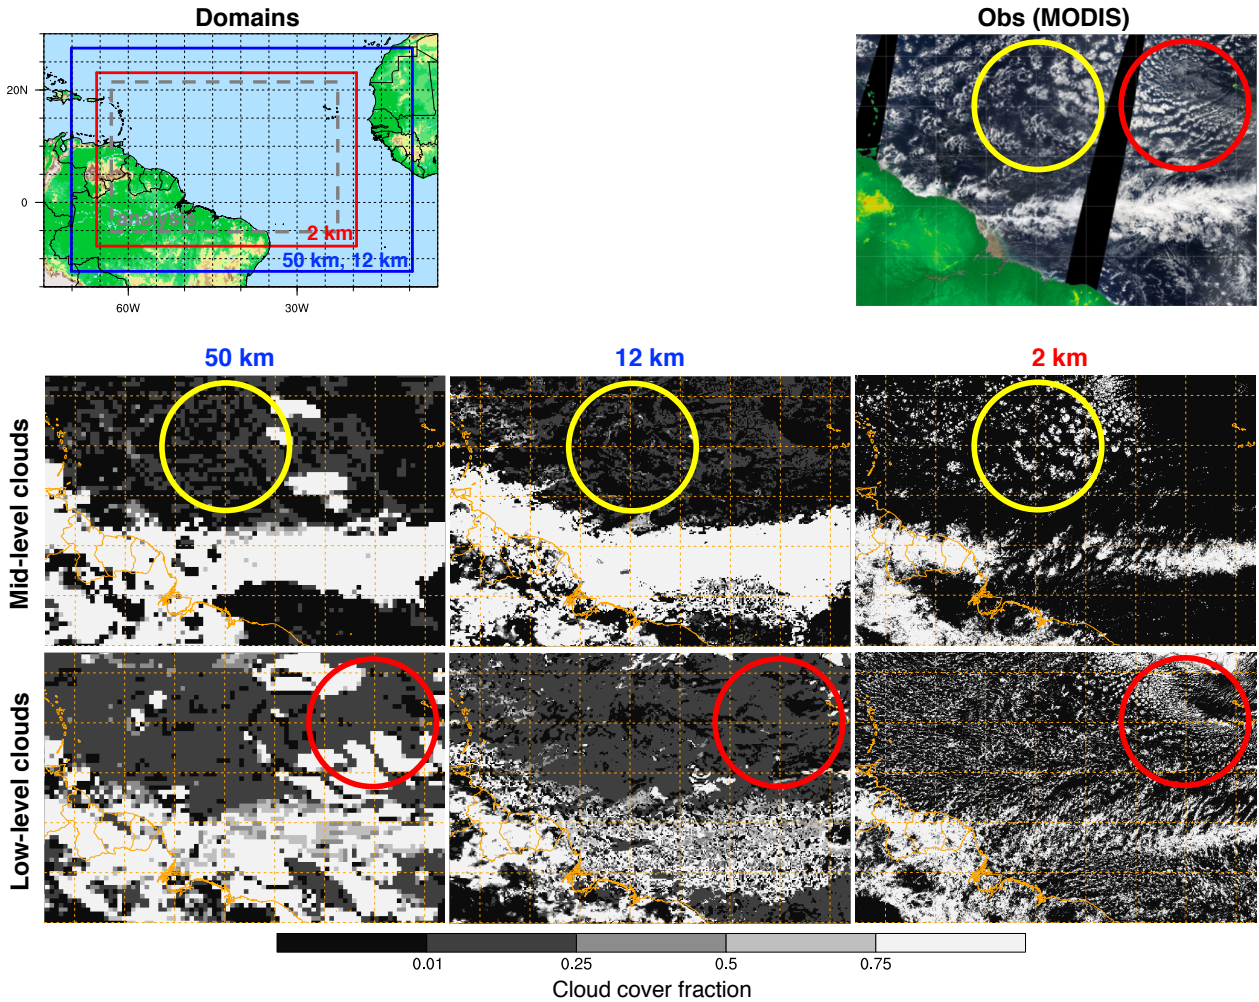 Domains
Obs (MODIS)
20N
0
analysis
2 km
50 km, 12 km
60W
30W
50 km
12 km
2 km
Mid-level clouds
Low-level clouds
0.01
0.25
0.5
0.75
Cloud cover fraction